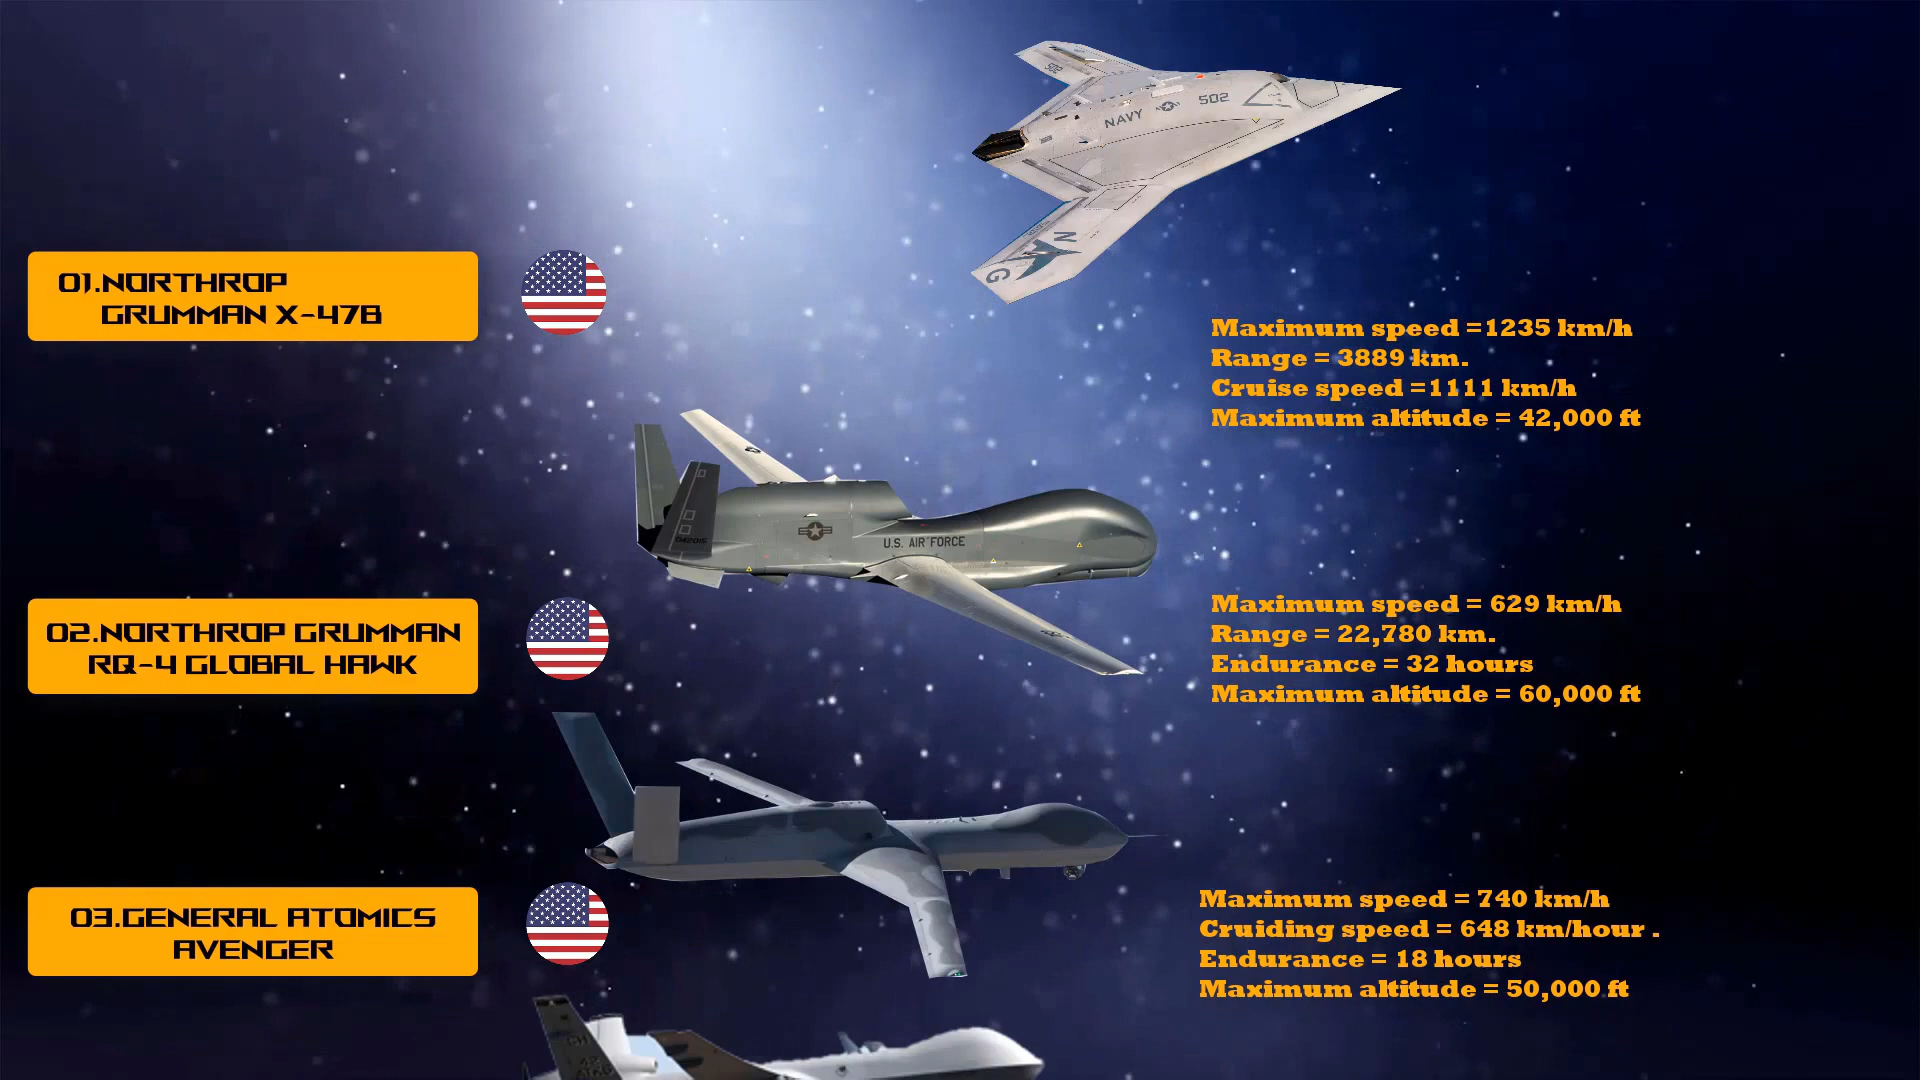 502
NAVY
502
N
G
01.NORTHROP
GRUMMAN X-47B
Maximum speed =1235 km/h
Range = 3889 km.
Cruise speed =1111 km/h
Maximum altitude = 42,000 ft
U.S. AIR FORCE
02.NORTHROP GRUMMAN
RQ-4 GLOBAL HAWK
Maximum speed = 629 km/h
Range = 22,780 km.
Endurance = 32 hours
Maximum altitude = 60,000 ft
03.GENERAL ATOMICS
AVENGER
Maximum speed = 740 km/h
Cruiding speed = 648 km/hour .
Endurance = 18 hours
Maximum altitude = 50,000 ft